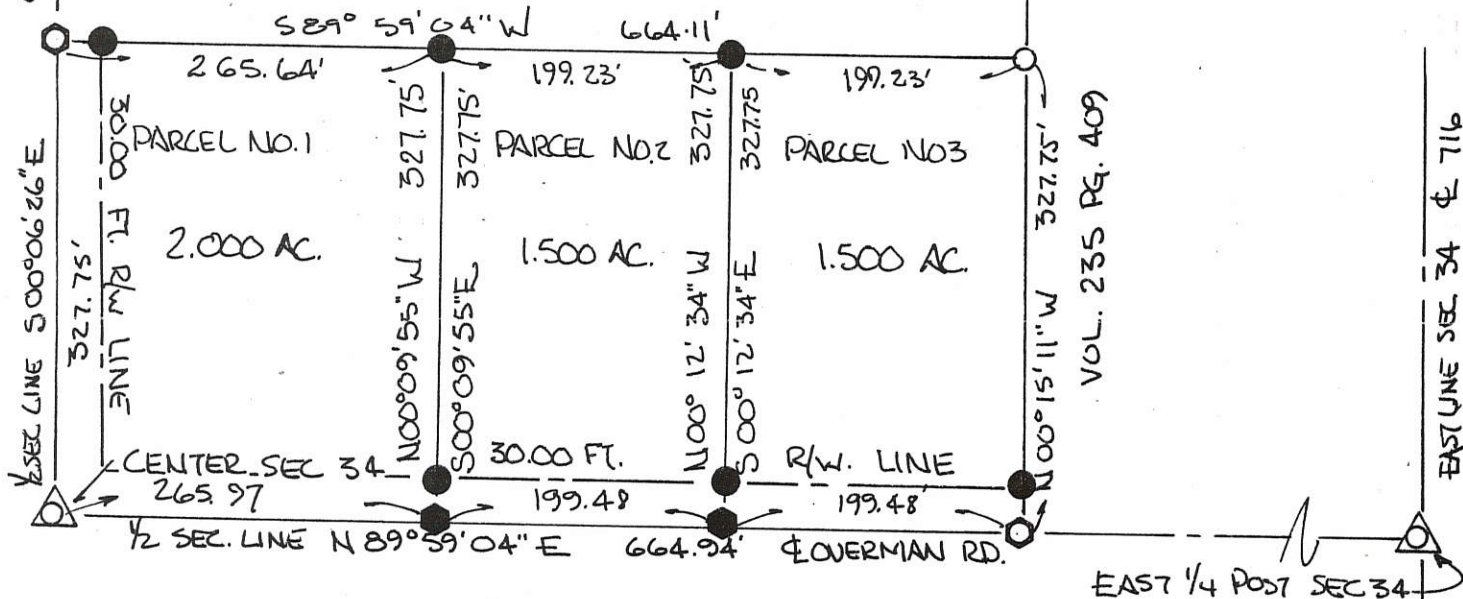 S 89° 59' 04" W 664.11'
265.64' 199.23' 199.23'
½ SEC LINE S 00°06'26" E
327.75'
30.00 FT. R/W LINE
PARCEL NO.1
2.000 AC.
N00°09'55" W 327.75'
S00°09'55" E 327.75'
PARCEL NO.2
1.500 AC.
N00° 12' 34" W 327.75'
S 00° 12' 34" E 327.75
PARCEL NO3
1.500 AC.
N 00° 15' 11" W 327.75'
VOL. 235 PG. 409
EAST LINE SEC 34 ℄ 716
CENTER SEC 34
30.00 FT. R/W. LINE
265.97 199.48 199.48'
½ SEC. LINE N 89°59'04" E 664.94' ℄ OVERMAN RD.
EAST ¼ POST SEC 34